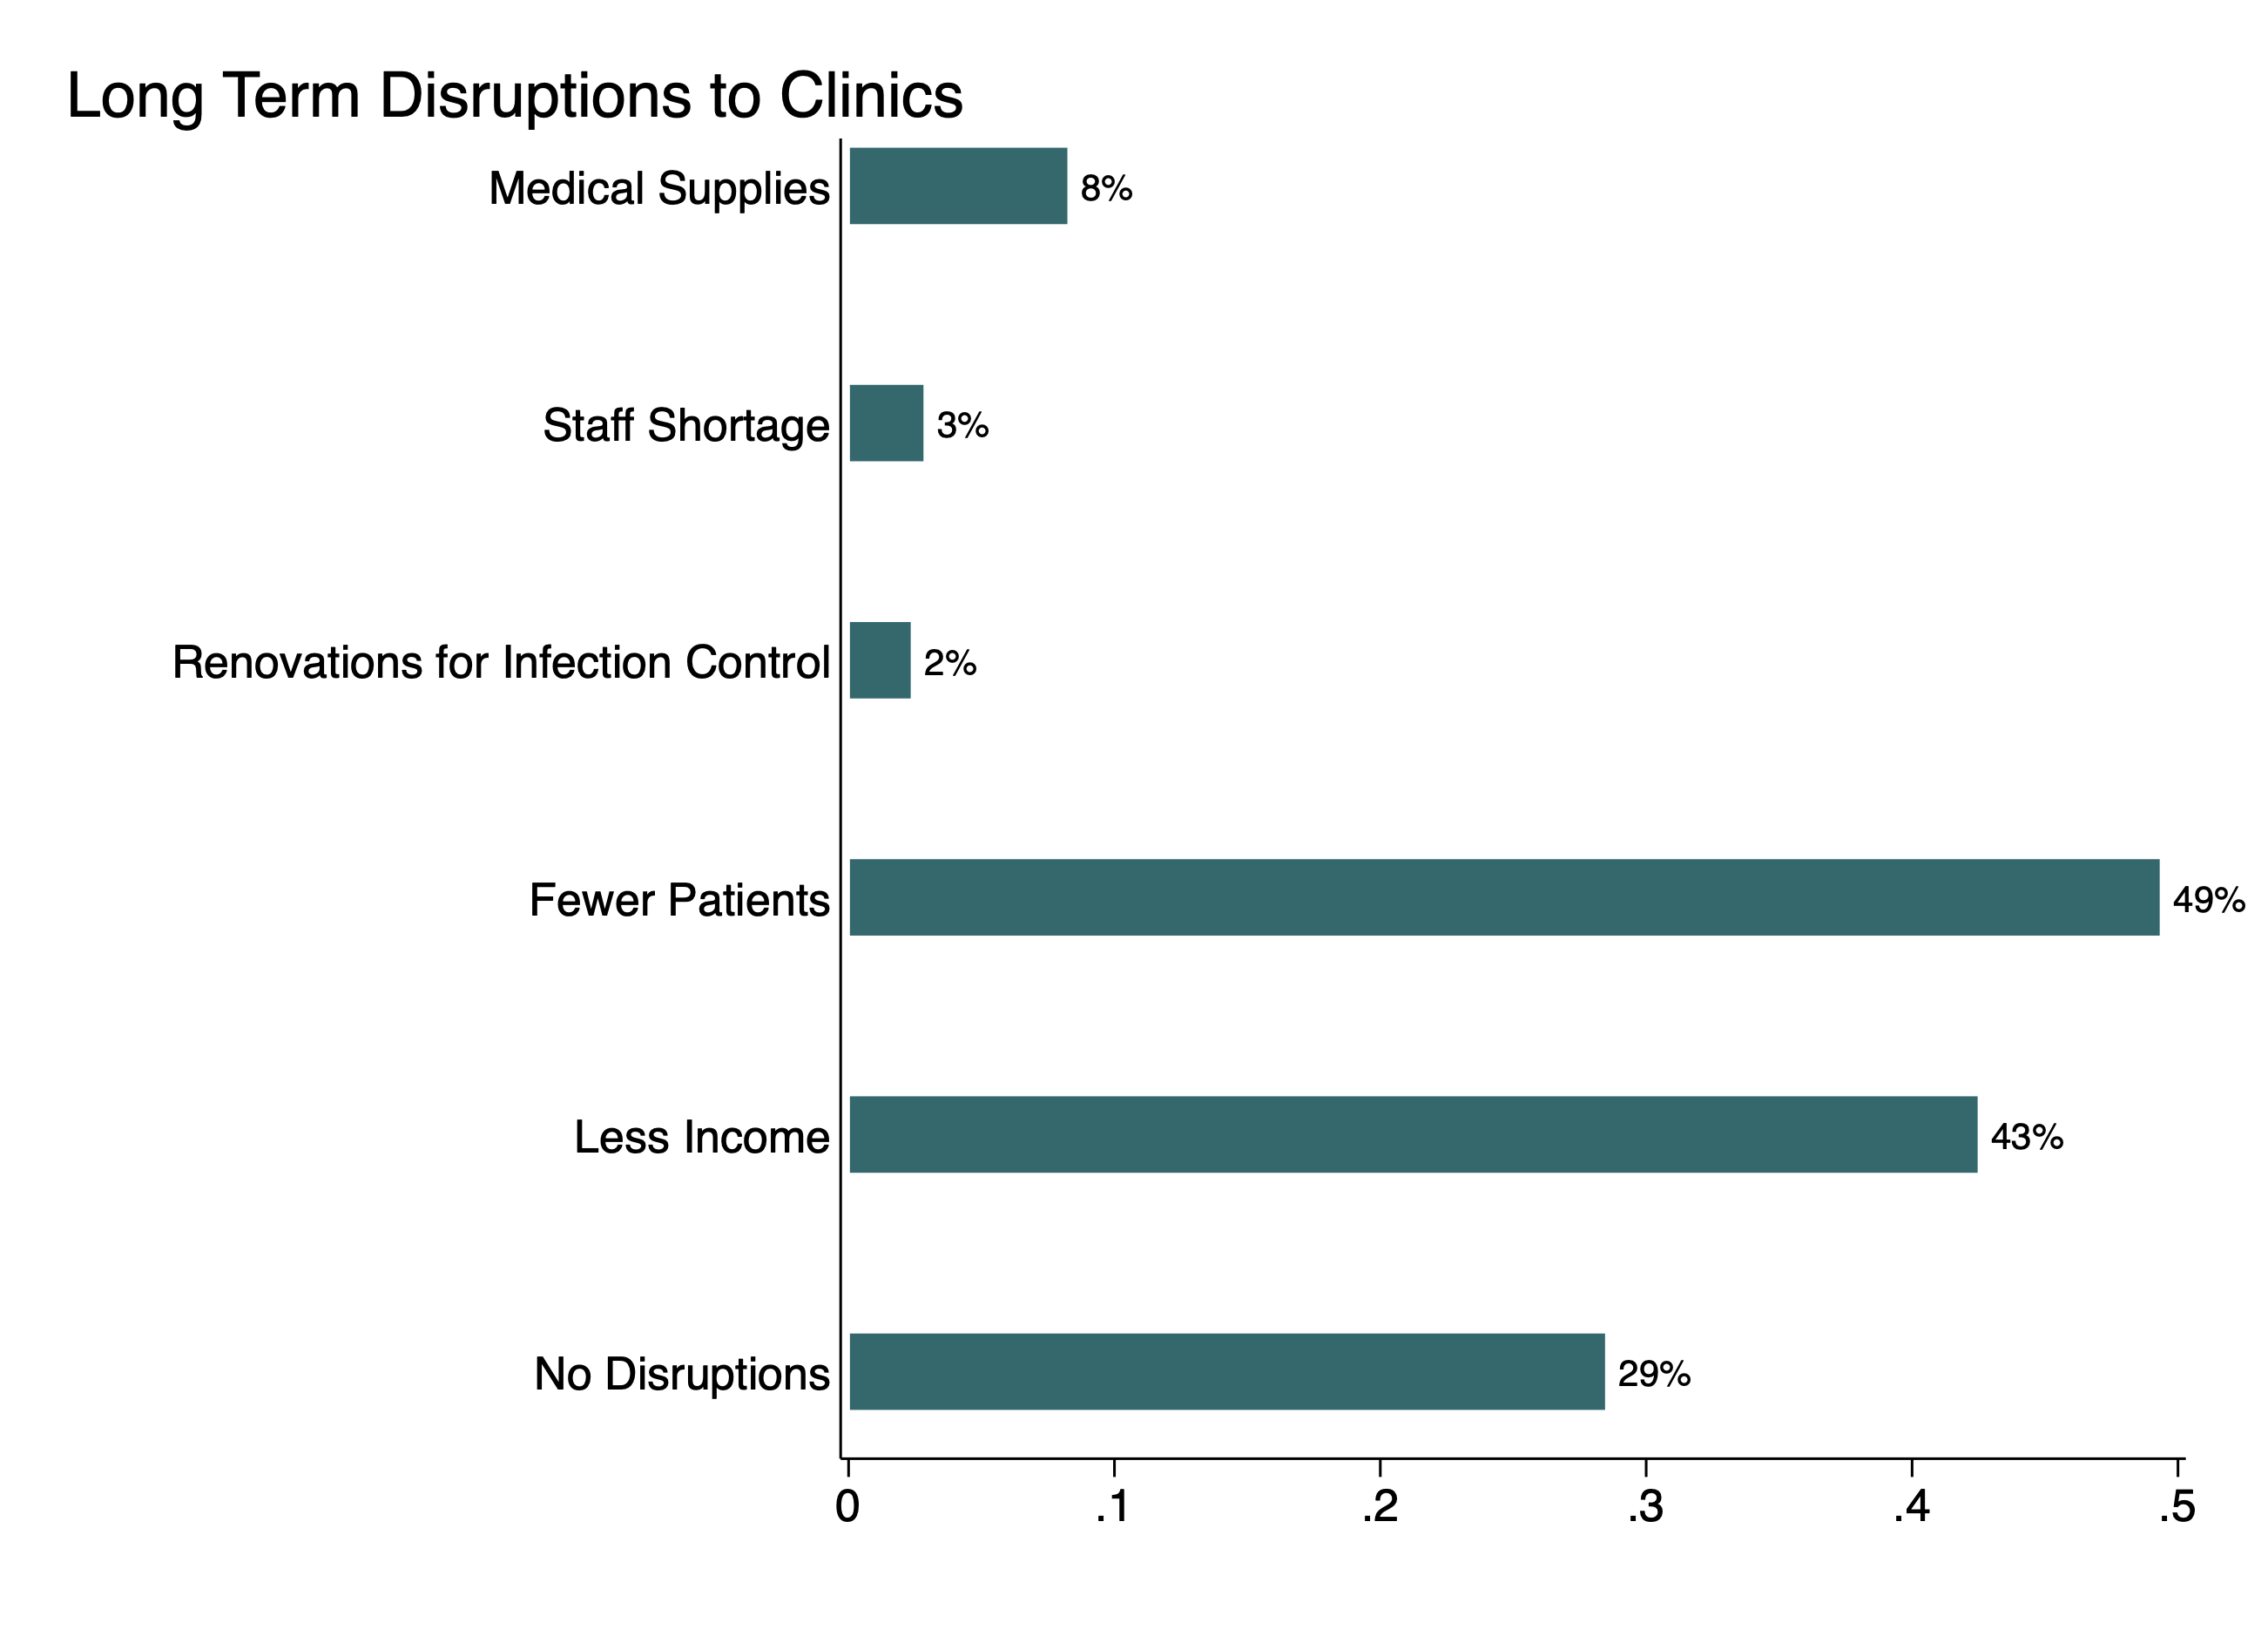 Long Term Disruptions to Clinics
Medical Supplies 8%
Staff Shortage 3%
Renovations for Infection Control 2%
Fewer Patients 49%
Less Income 43%
No Disruptions 29%
0 .1 .2 .3 .4 .5